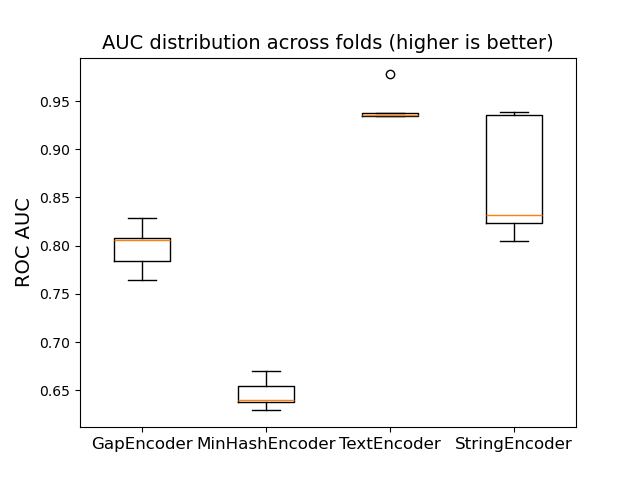 AUC distribution across folds (higher is better)
ROC AUC
0.95
0.90
0.85
0.80
0.75
0.70
0.65
GapEncoder MinHashEncoder TextEncoder StringEncoder